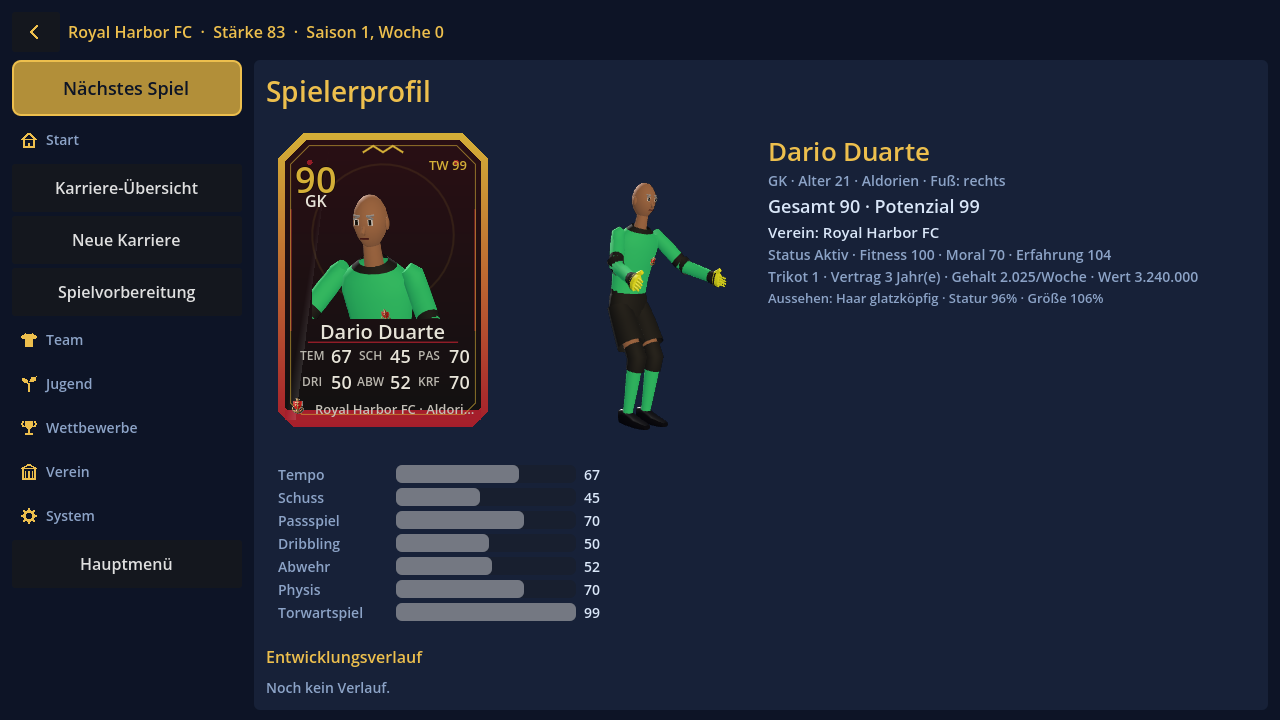 Royal Harbor FC · Stärke 83 · Saison 1, Woche 0
Nächstes Spiel
Start
Karriere-Übersicht
Neue Karriere
Spielvorbereitung
Team
Jugend
Wettbewerbe
Verein
System
Hauptmenü
Spielerprofil
90
GK
TW 99
Dario Duarte
TEM 67 SCH 45 PAS 70
DRI 50 ABW 52 KRF 70
Royal Harbor FC · Aldori...
Dario Duarte
GK · Alter 21 · Aldorien · Fuß: rechts
Gesamt 90 · Potenzial 99
Verein: Royal Harbor FC
Status Aktiv · Fitness 100 · Moral 70 · Erfahrung 104
Trikot 1 · Vertrag 3 Jahr(e) · Gehalt 2.025/Woche · Wert 3.240.000
Aussehen: Haar glatzköpfig · Statur 96% · Größe 106%
Tempo 67
Schuss 45
Passspiel 70
Dribbling 50
Abwehr 52
Physis 70
Torwartspiel 99
Entwicklungsverlauf
Noch kein Verlauf.